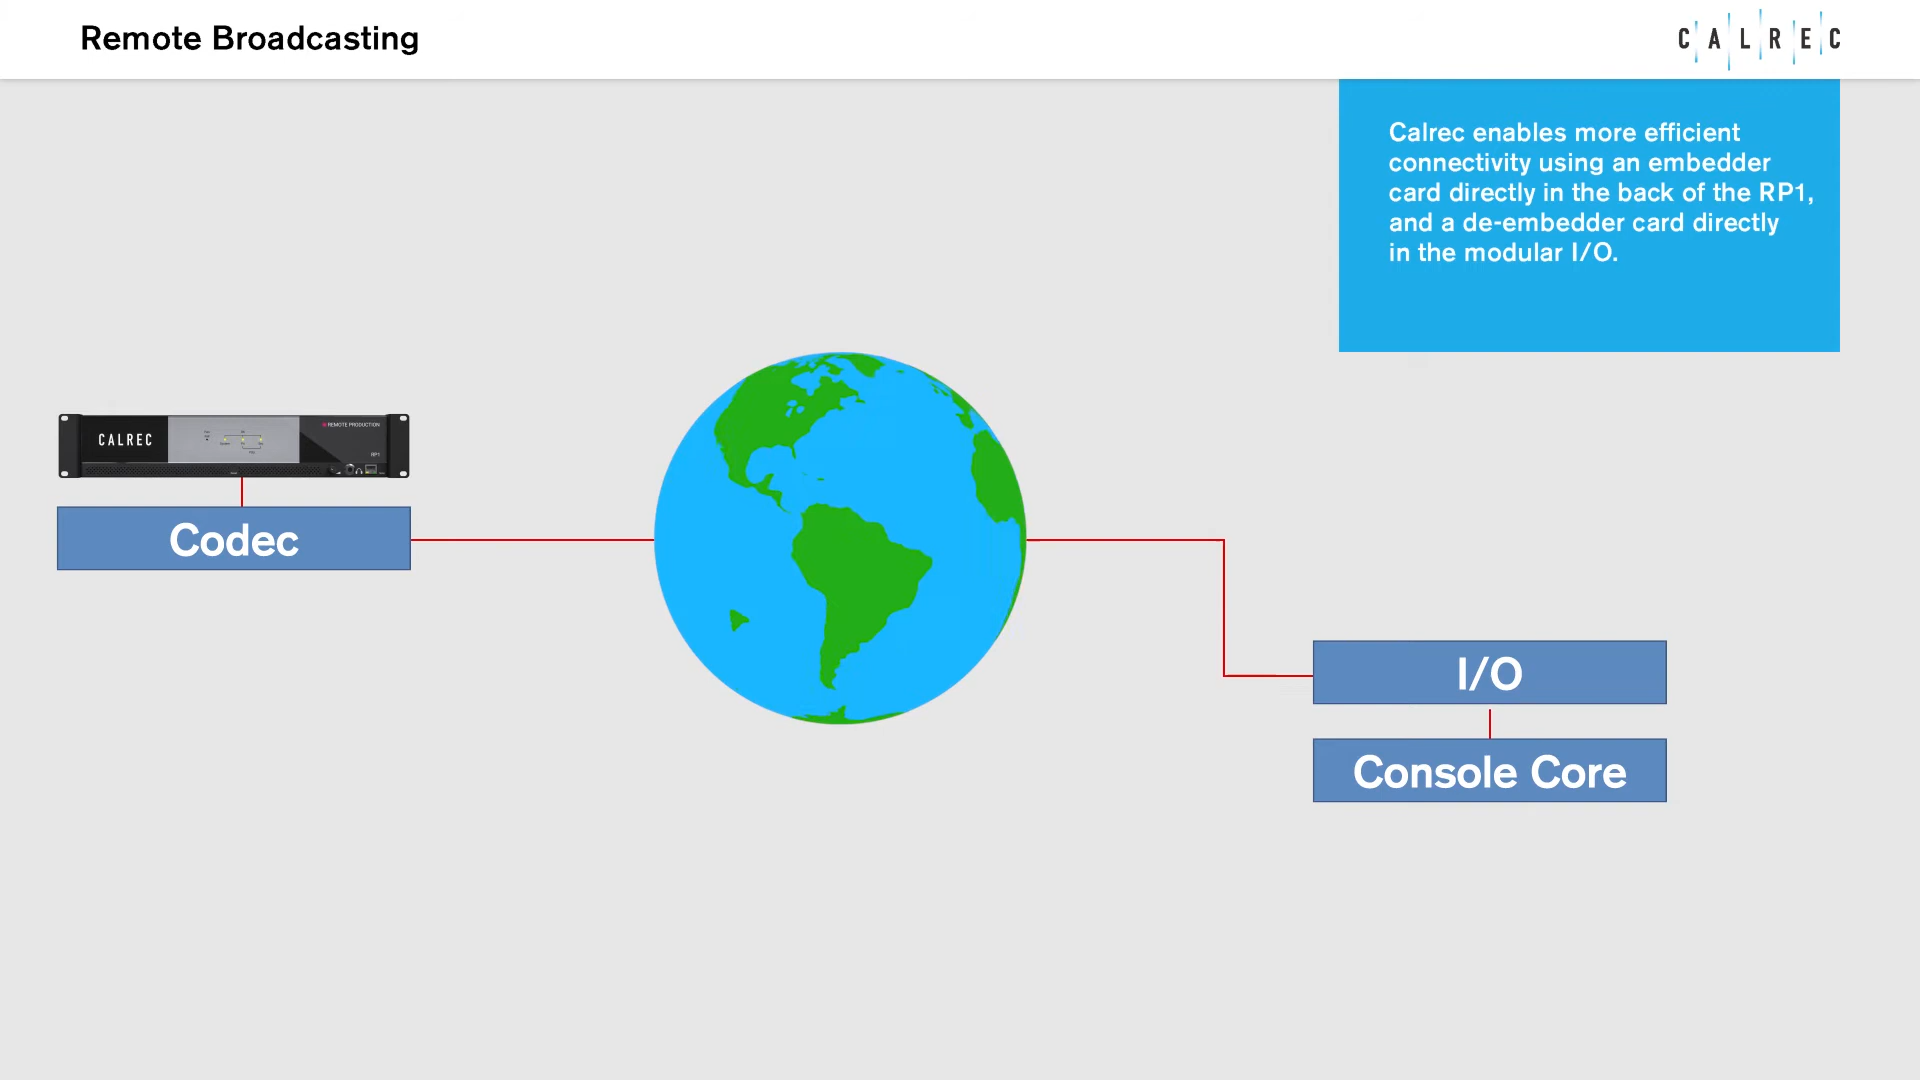 Remote Broadcasting
CALREC
Calrec enables more efficient
connectivity using an embedder
card directly in the back of the RP1,
and a de-embedder card directly
in the modular I/O.
CALREC
REMOTE PRODUCTION
RP1
Codec
I/O
Console Core